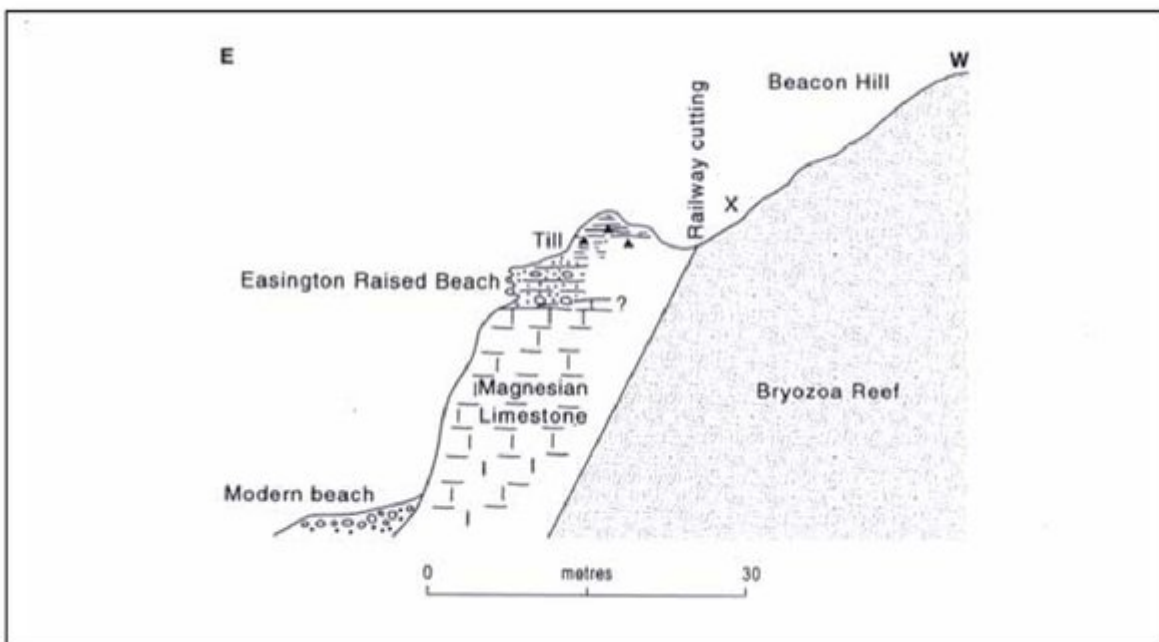 E
W
Beacon Hill
Railway cutting
X
Till
Easington Raised Beach
?
Magnesian
Limestone
Bryozoa Reef
Modern beach
0 metres 30